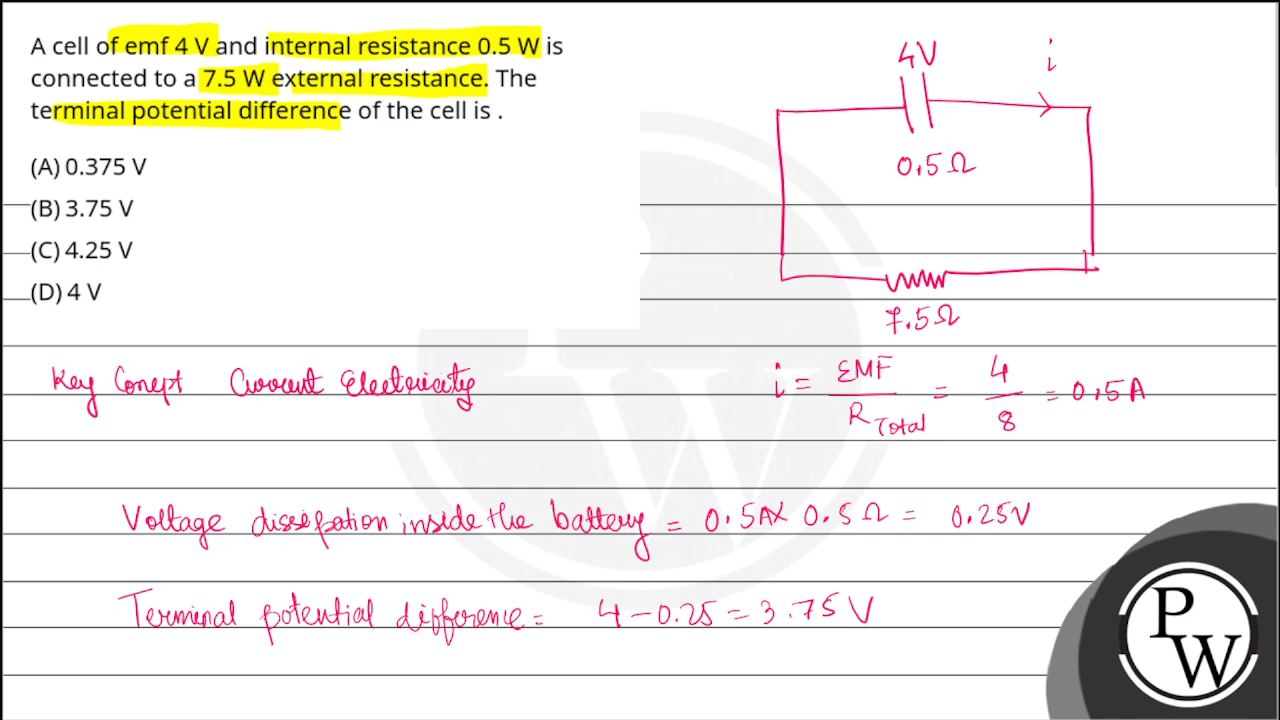 A cell of emf 4 V and internal resistance 0.5 W is
connected to a 7.5 W external resistance. The
terminal potential difference of the cell is .
(A) 0.375 V
(B) 3.75 V
(C) 4.25 V
(D) 4 V
4V
i
0.5Ω
7.5Ω
Key Concept Current Electricity
i = EMF / R Total = 4 / 8 = 0.5A
Voltage dissipation inside the battery = 0.5A× 0.5Ω = 0.25V
Terminal potential difference = 4 - 0.25 = 3.75 V
P
W